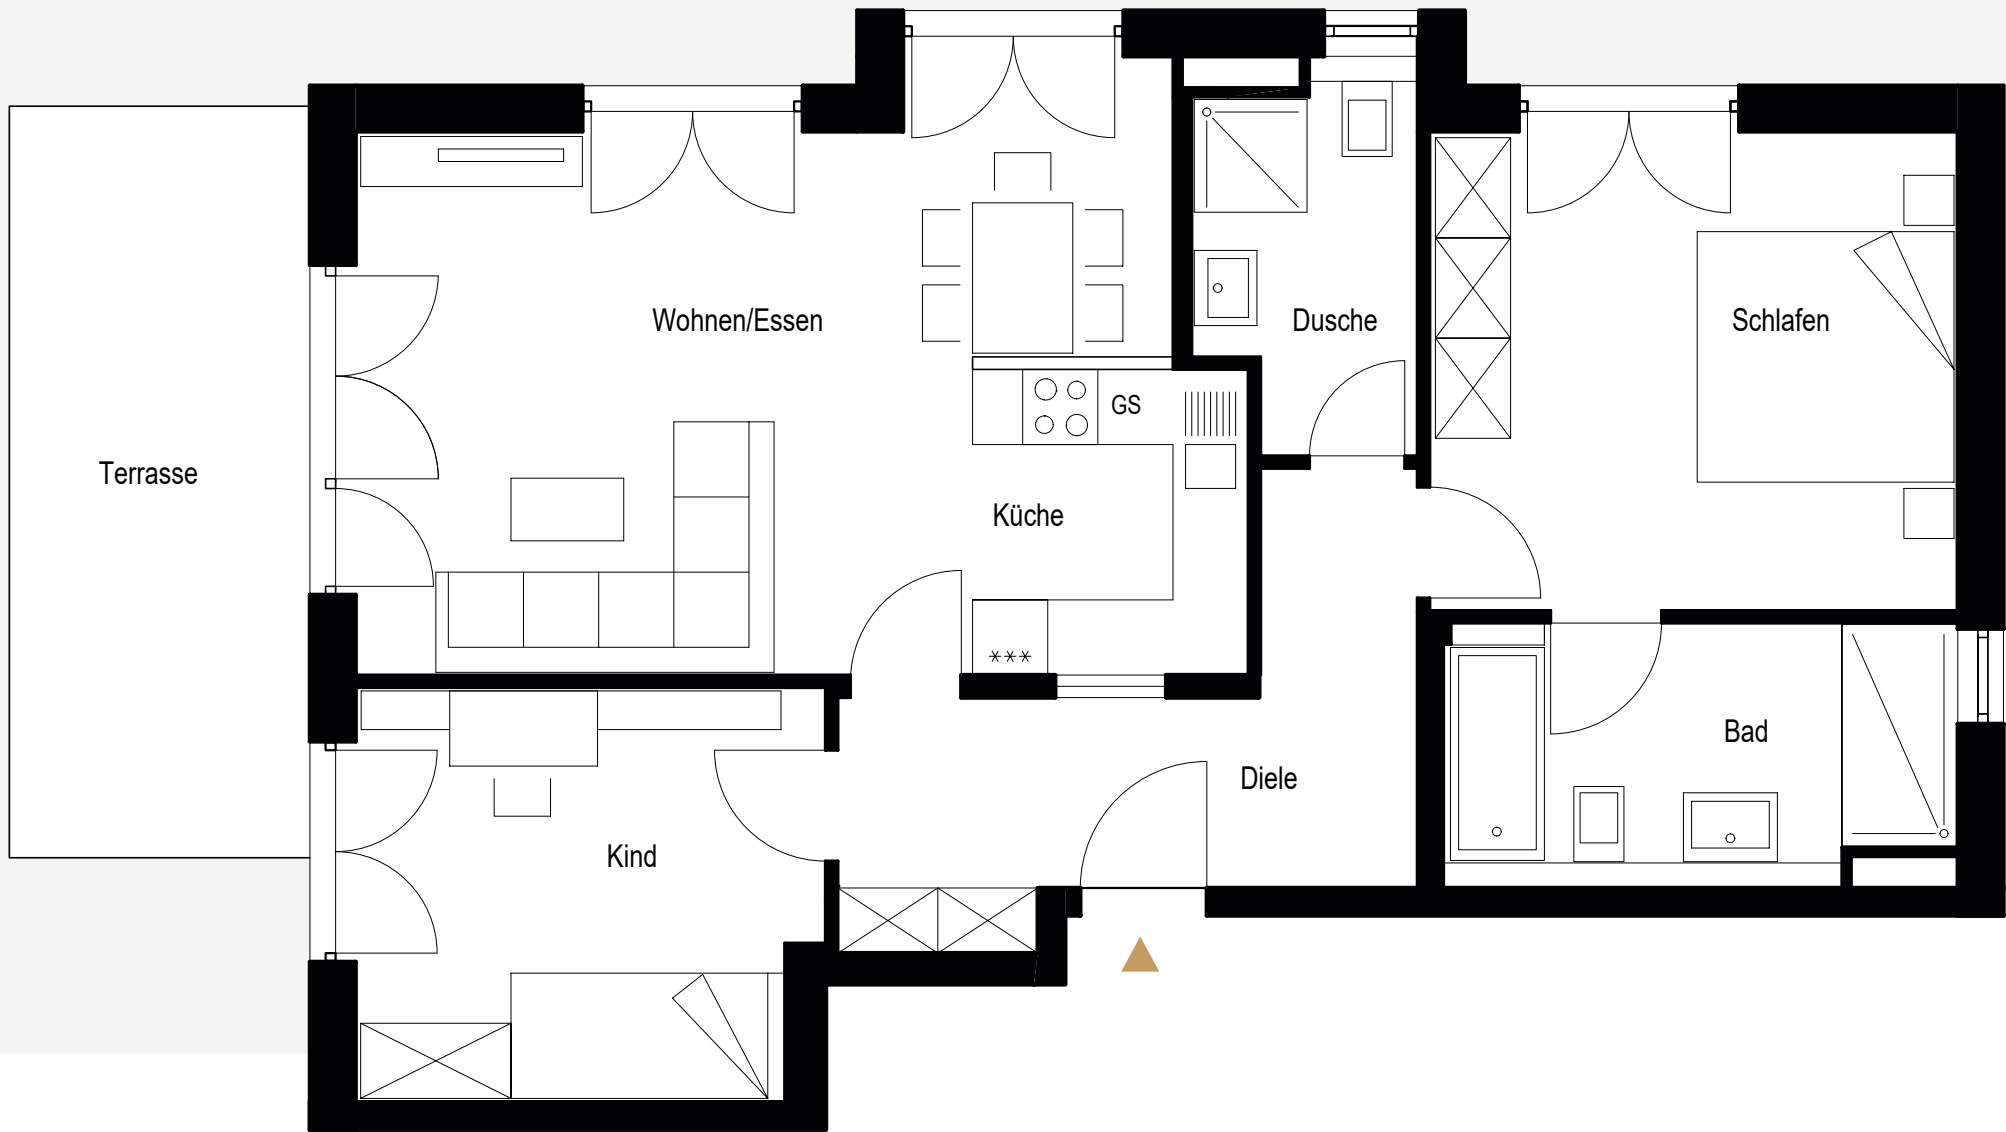 Wohnen/Essen
Dusche
Schlafen
GS
Terrasse
Küche
***
Bad
Diele
Kind